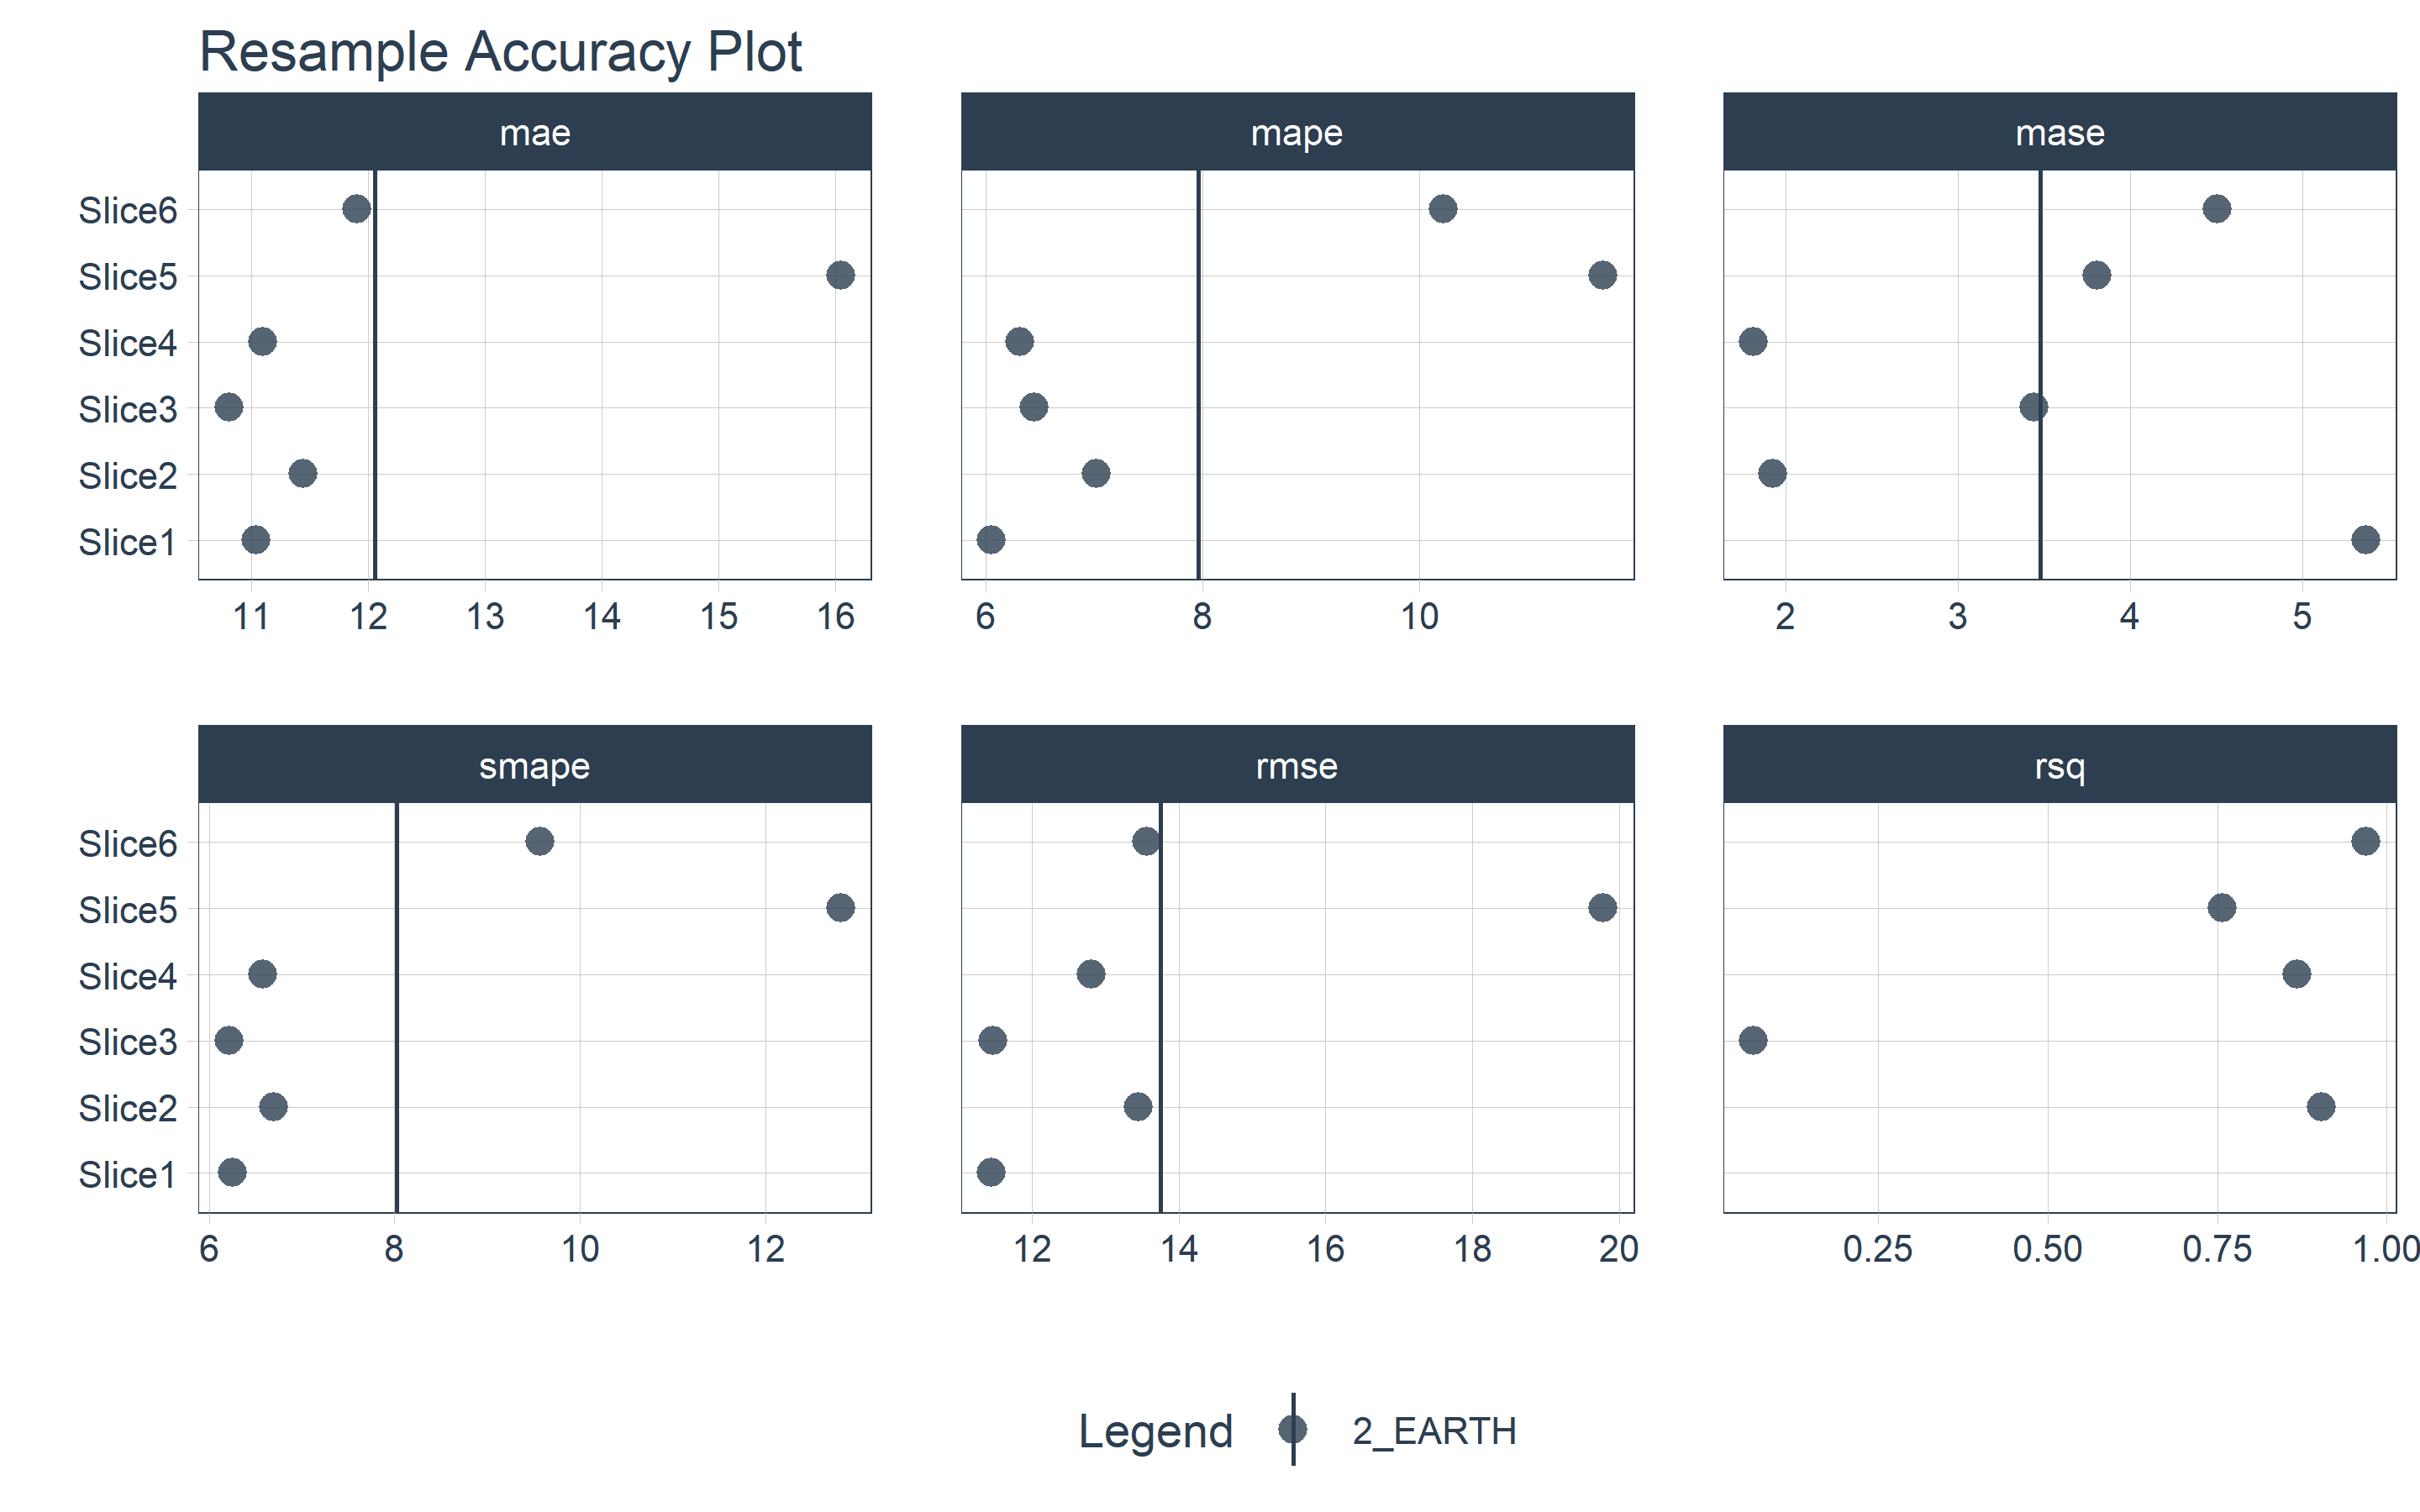 Resample Accuracy Plot
mae mape mase
Slice6
Slice5
Slice4
Slice3
Slice2
Slice1
11 12 13 14 15 16 6 8 10 2 3 4 5
smape rmse rsq
Slice6
Slice5
Slice4
Slice3
Slice2
Slice1
6 8 10 12 12 14 16 18 20 0.25 0.50 0.75 1.00
Legend 2_EARTH